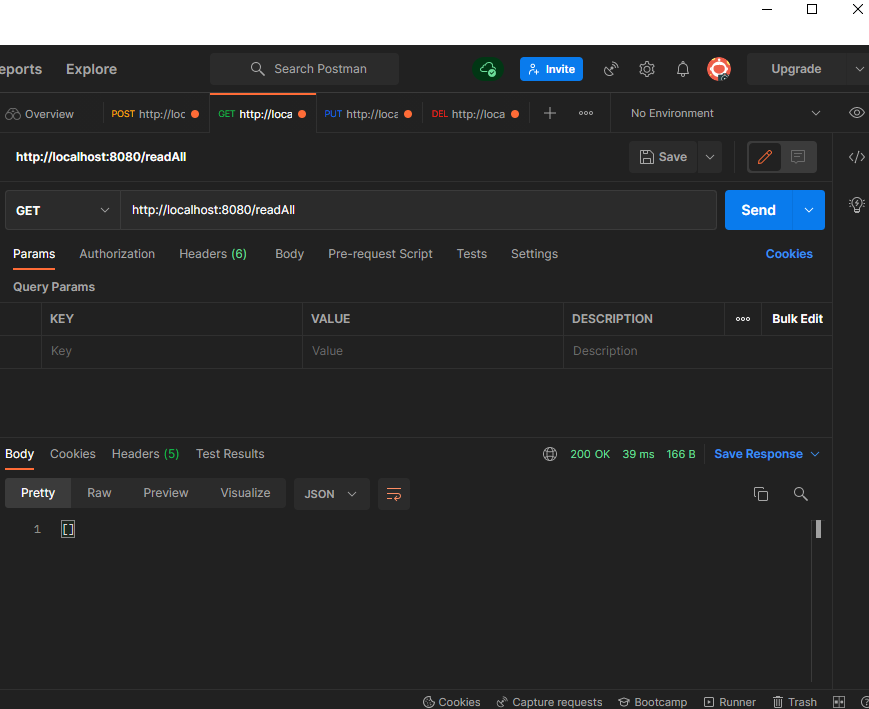 eports Explore Search Postman Invite Upgrade
Overview POST http://loc GET http://loca PUT http://loca DEL http://loca No Environment
http://localhost:8080/readAll Save
GET http://localhost:8080/readAll Send
Params Authorization Headers (6) Body Pre-request Script Tests Settings Cookies
Query Params
KEY VALUE DESCRIPTION Bulk Edit
Key Value Description
Body Cookies Headers (5) Test Results 200 OK 39 ms 166 B Save Response
Pretty Raw Preview Visualize JSON
1 []
Cookies Capture requests Bootcamp Runner Trash